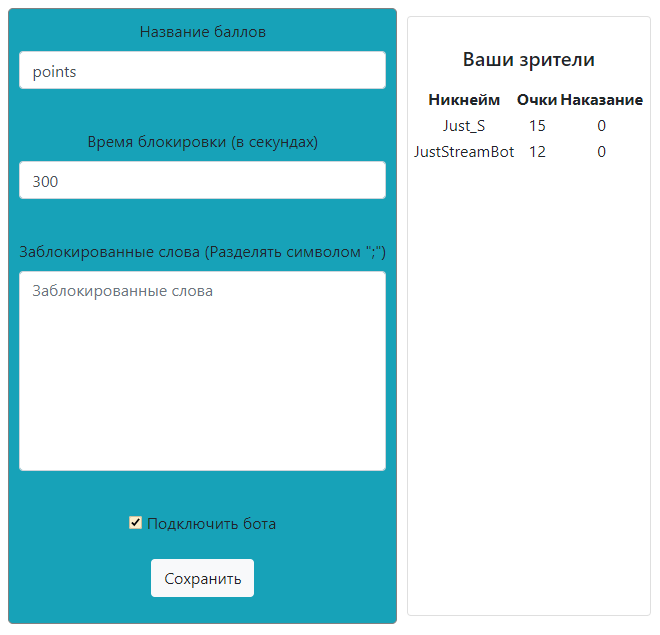 Название баллов
points
Время блокировки (в секундах)
300
Заблокированные слова (Разделять символом ";")
Заблокированные слова
Подключить бота
Сохранить
Ваши зрители
Никнейм Очки Наказание
Just_S 15 0
JustStreamBot 12 0